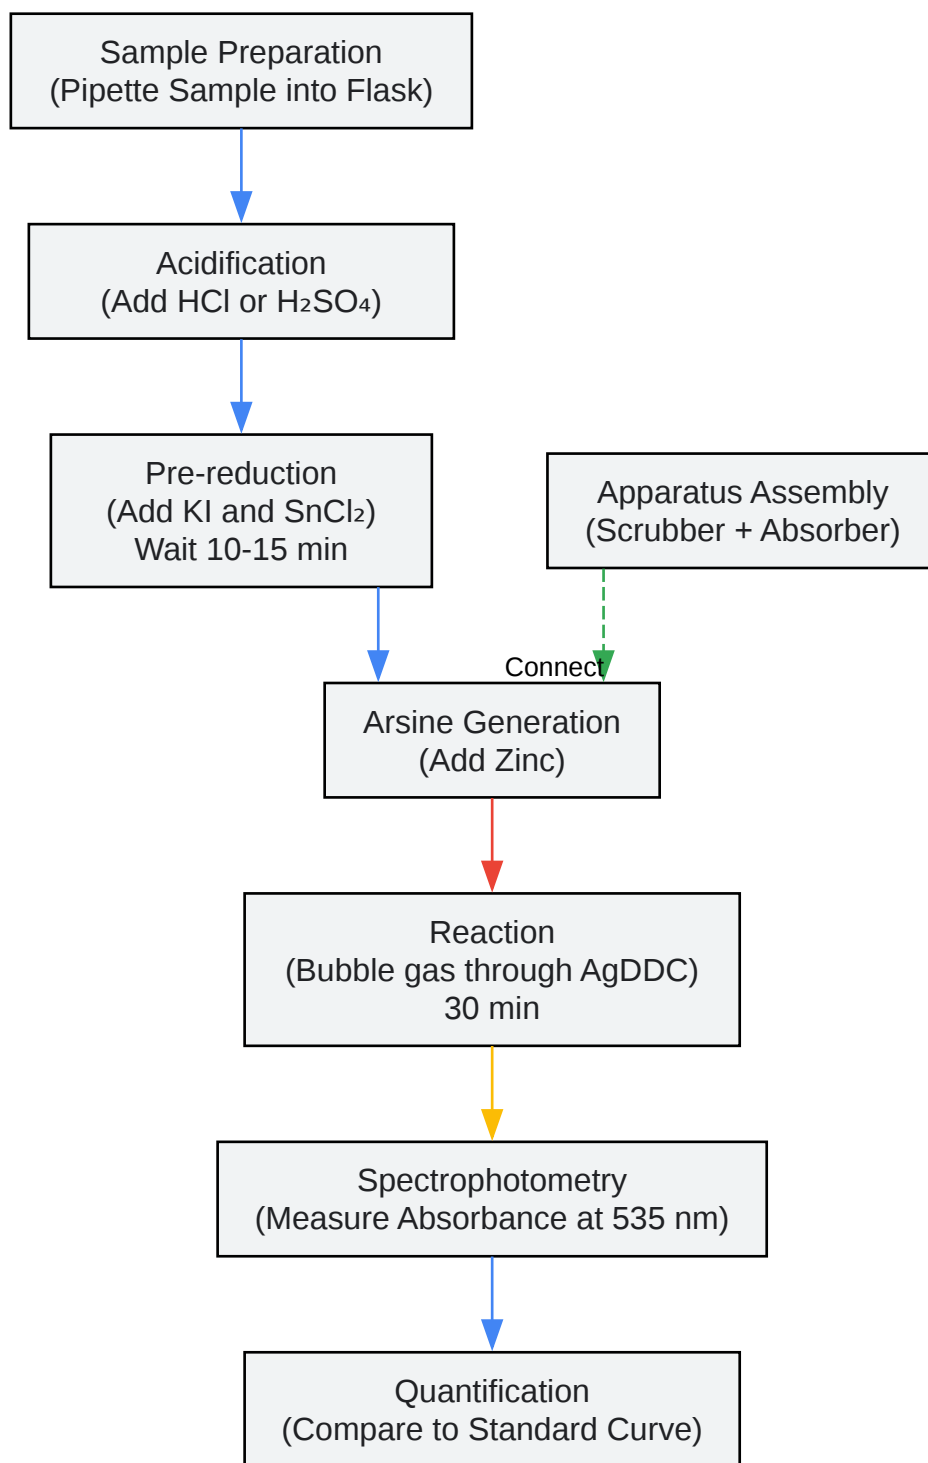 Sample Preparation
(Pipette Sample into Flask)
Acidification
(Add HCl or H₂SO₄)
Pre-reduction
(Add KI and SnCl₂)
Wait 10-15 min
Apparatus Assembly
(Scrubber + Absorber)
Connect
Arsine Generation
(Add Zinc)
Reaction
(Bubble gas through AgDDC)
30 min
Spectrophotometry
(Measure Absorbance at 535 nm)
Quantification
(Compare to Standard Curve)